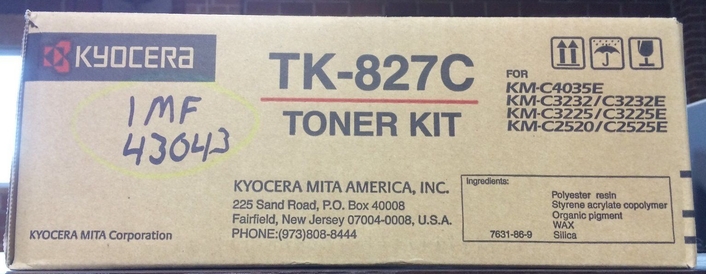 KYOCERA
TK-827C
TONER KIT
FOR
KM-C4035E
KM-C3232/C3232E
KM-C3225/C3225E
KM-C2520/C2525E
1MF
43043
KYOCERA MITA AMERICA, INC.
225 Sand Road, P.O. Box 40008
Fairfield, New Jersey 07004-0008, U.S.A.
PHONE:(973)808-8444
KYOCERA MITA Corporation
Ingredients:
Polyester resin
Styrene acrylate copolymer
Organic pigment
WAX
7631-86-9 Silica